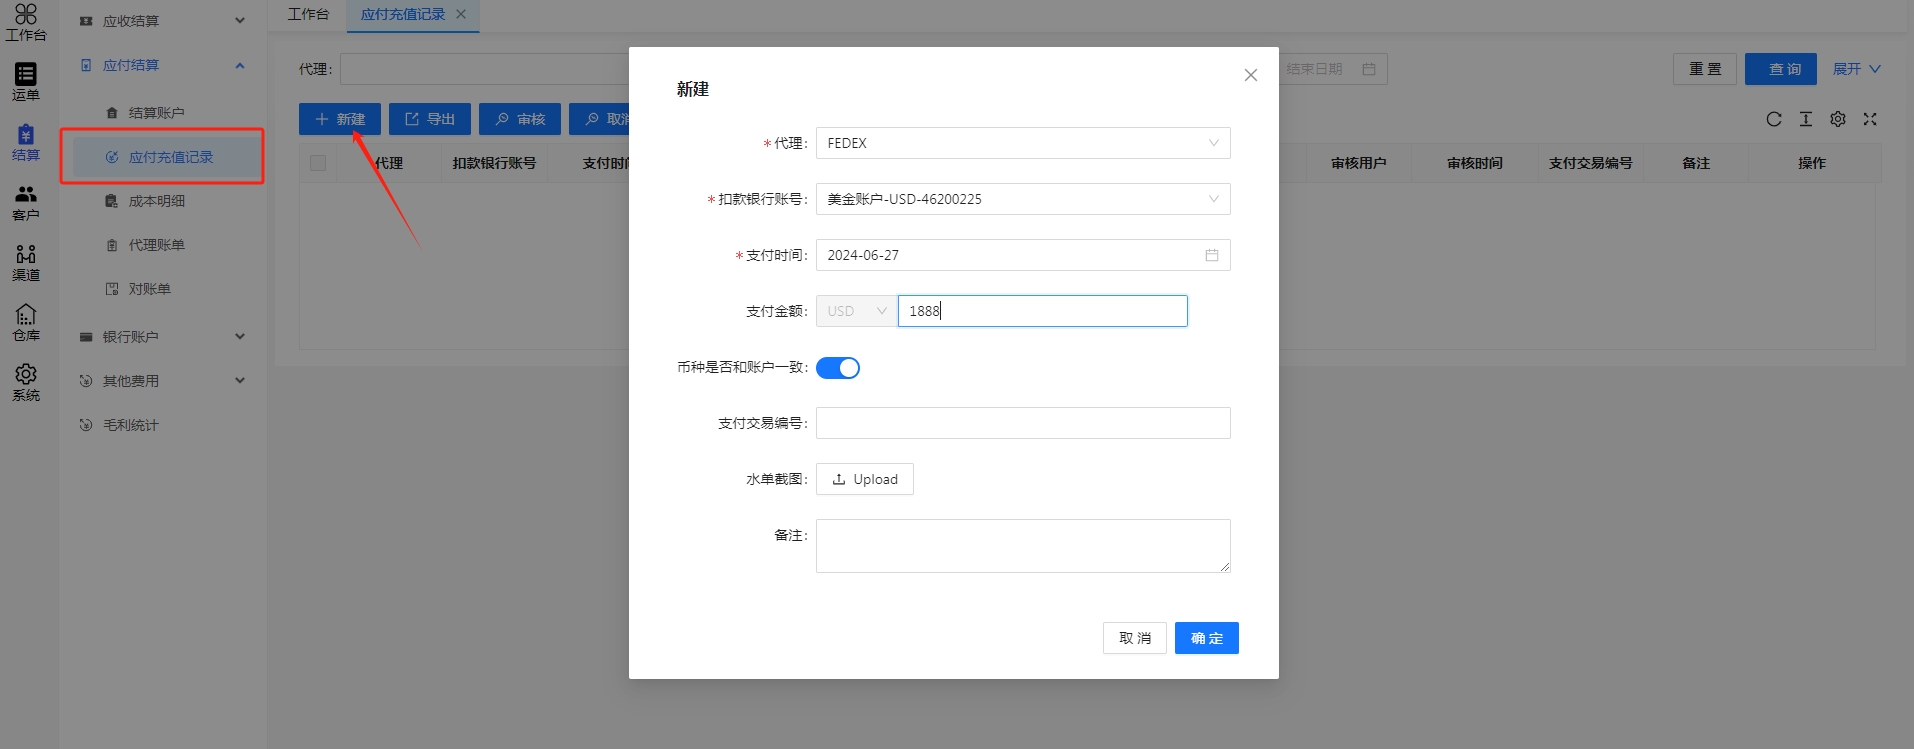 工作台
运单
结算
客户
渠道
仓库
系统
应收结算
应付结算
结算账户
应付充值记录
成本明细
代理账单
对账单
银行账户
其他费用
毛利统计
工作台 应付充值记录
代理:
结束日期
重 置 查 询 展开
新建 导出 审核
代理 扣款银行账号 审核用户 审核时间 支付交易编号 备注 操作
新建
* 代理: FEDEX
* 扣款银行账号: 美金账户-USD-46200225
* 支付时间: 2024-06-27
支付金额: USD 1888
币种是否和账户一致:
支付交易编号:
水单截图: Upload
备注:
取 消 确 定